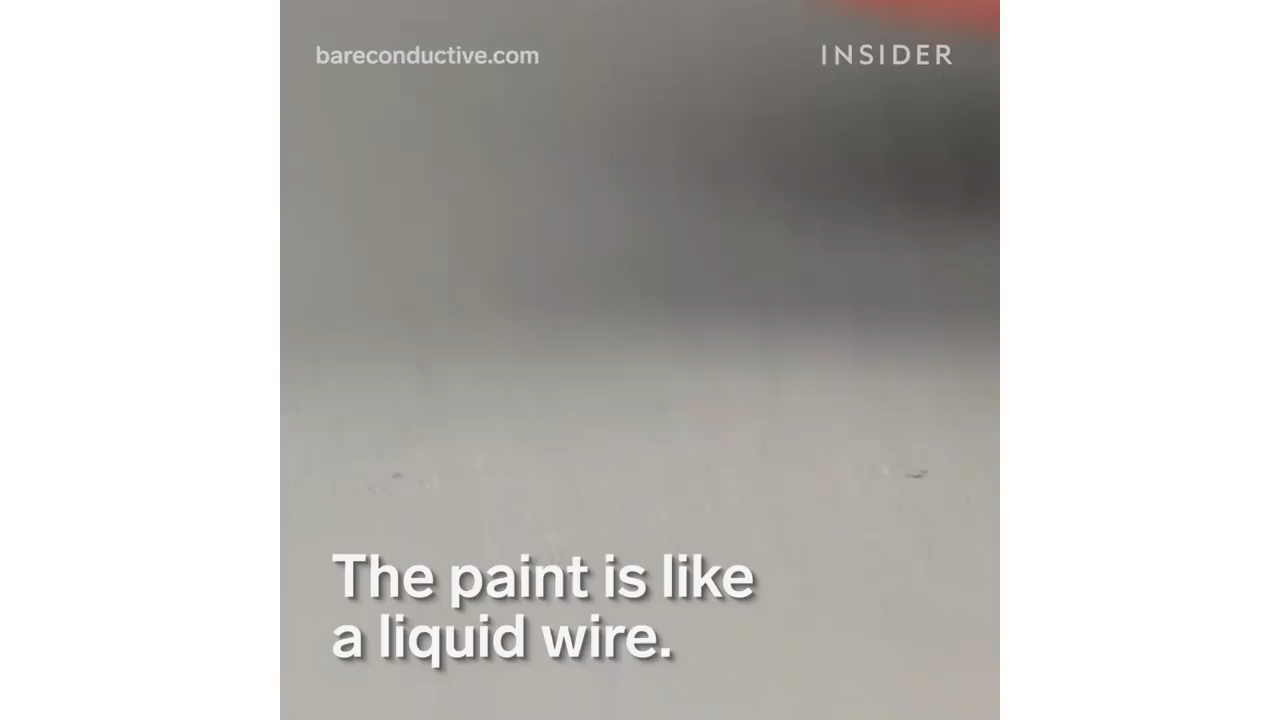 bareconductive.com
INSIDER
The paint is like
a liquid wire.